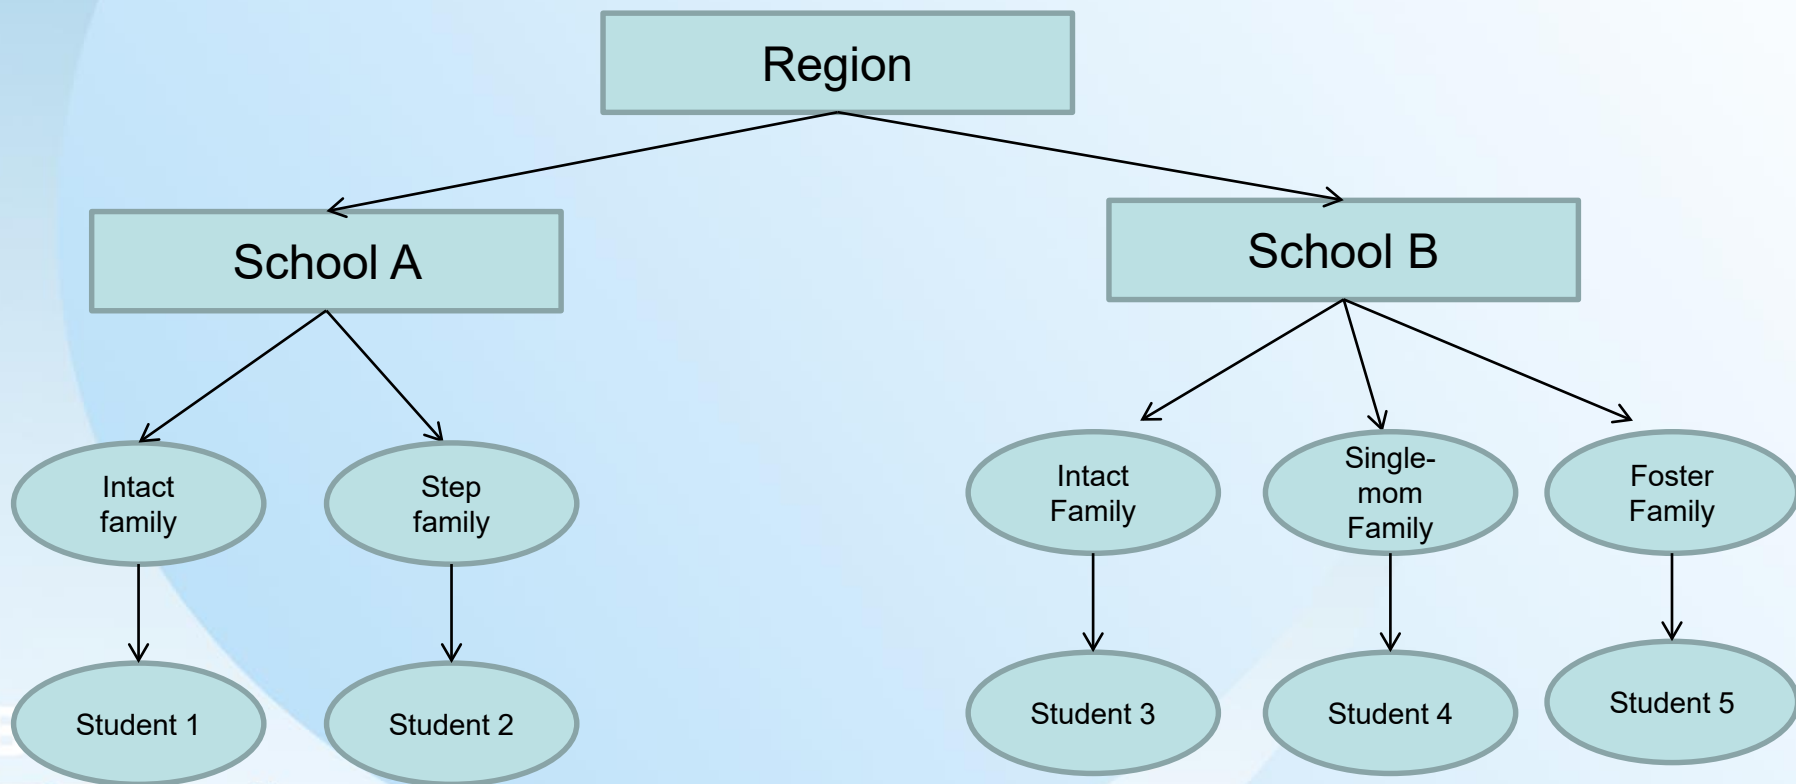 Region
School A
School B
Intact
family
Step
family
Intact
Family
Single-
mom
Family
Foster
Family
Student 1
Student 2
Student 3
Student 4
Student 5